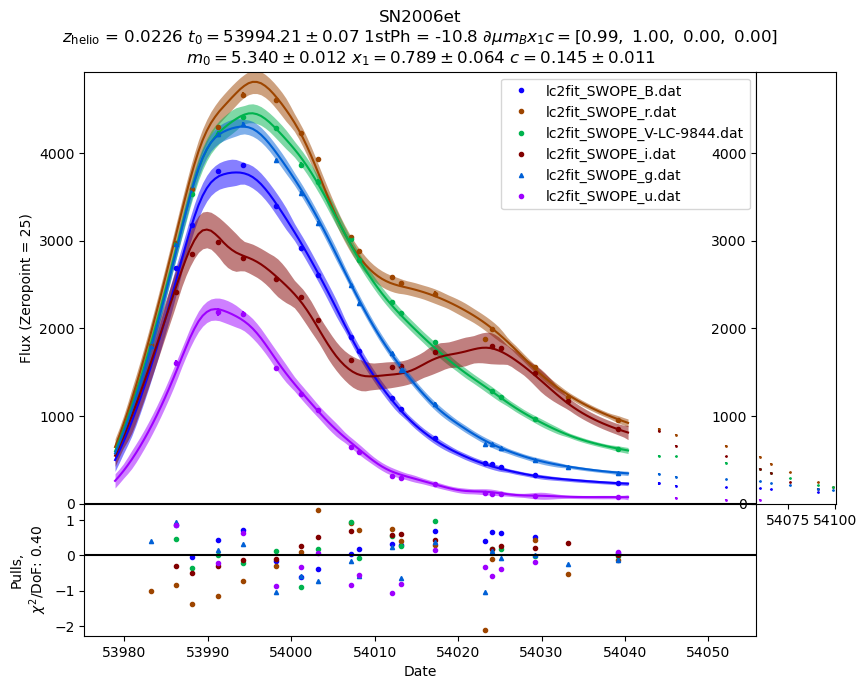 SN2006et
z_helio = 0.0226 t_0 = 53994.21 ± 0.07 1stPh = -10.8 ∂μm_Bx_1c = [0.99, 1.00, 0.00, 0.00]
m_0 = 5.340 ± 0.012 x_1 = 0.789 ± 0.064 c = 0.145 ± 0.011
lc2fit_SWOPE_B.dat
lc2fit_SWOPE_r.dat
lc2fit_SWOPE_V-LC-9844.dat
lc2fit_SWOPE_i.dat
lc2fit_SWOPE_g.dat
lc2fit_SWOPE_u.dat
Flux (Zeropoint = 25)
4000
3000
2000
1000
0
4000
3000
2000
1000
0
54075 54100
Pulls,
χ²/DoF: 0.40
1
0
−1
−2
53980 53990 54000 54010 54020 54030 54040 54050
Date